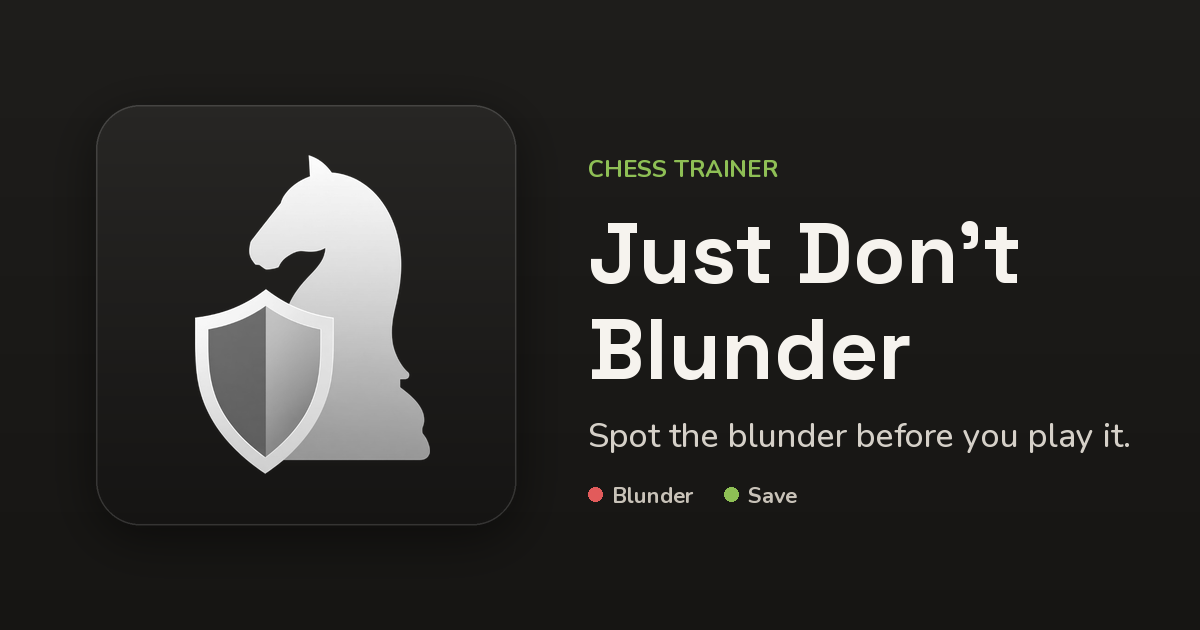 CHESS TRAINER
Just Don’t
Blunder
Spot the blunder before you play it.
Blunder Save